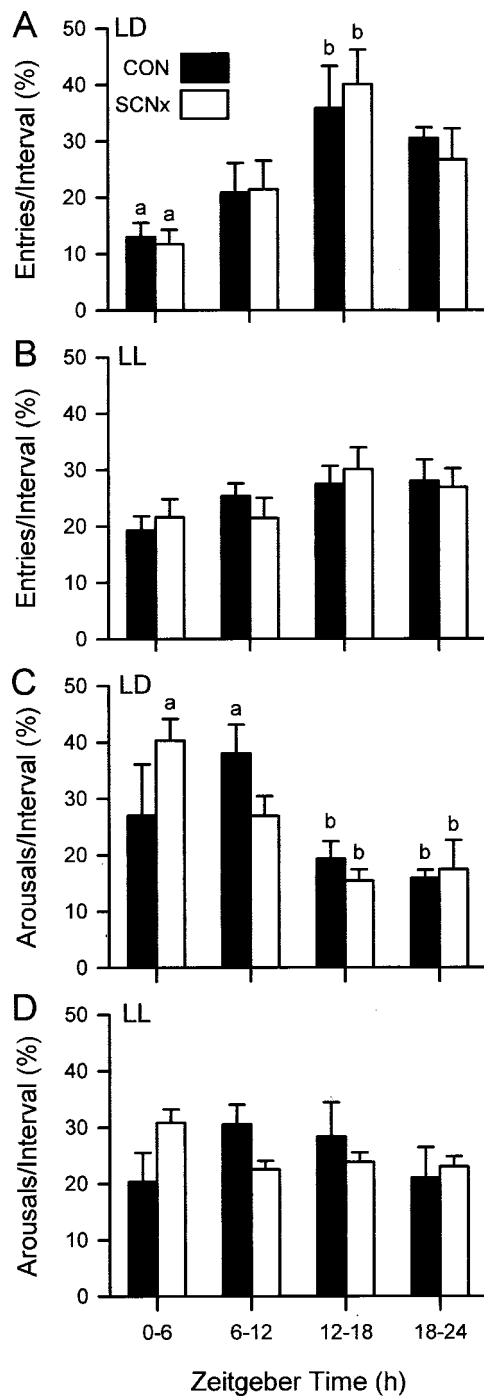 A
LD
CON
SCNx
Entries/Interval (%)
50
40
30
20
10
0
a a
b b
B
LL
Entries/Interval (%)
50
40
30
20
10
0
C
LD
Arousals/Interval (%)
50
40
30
20
10
0
a
a
b b
b b
D
LL
Arousals/Interval (%)
50
40
30
20
10
0
0-6 6-12 12-18 18-24
Zeitgeber Time (h)